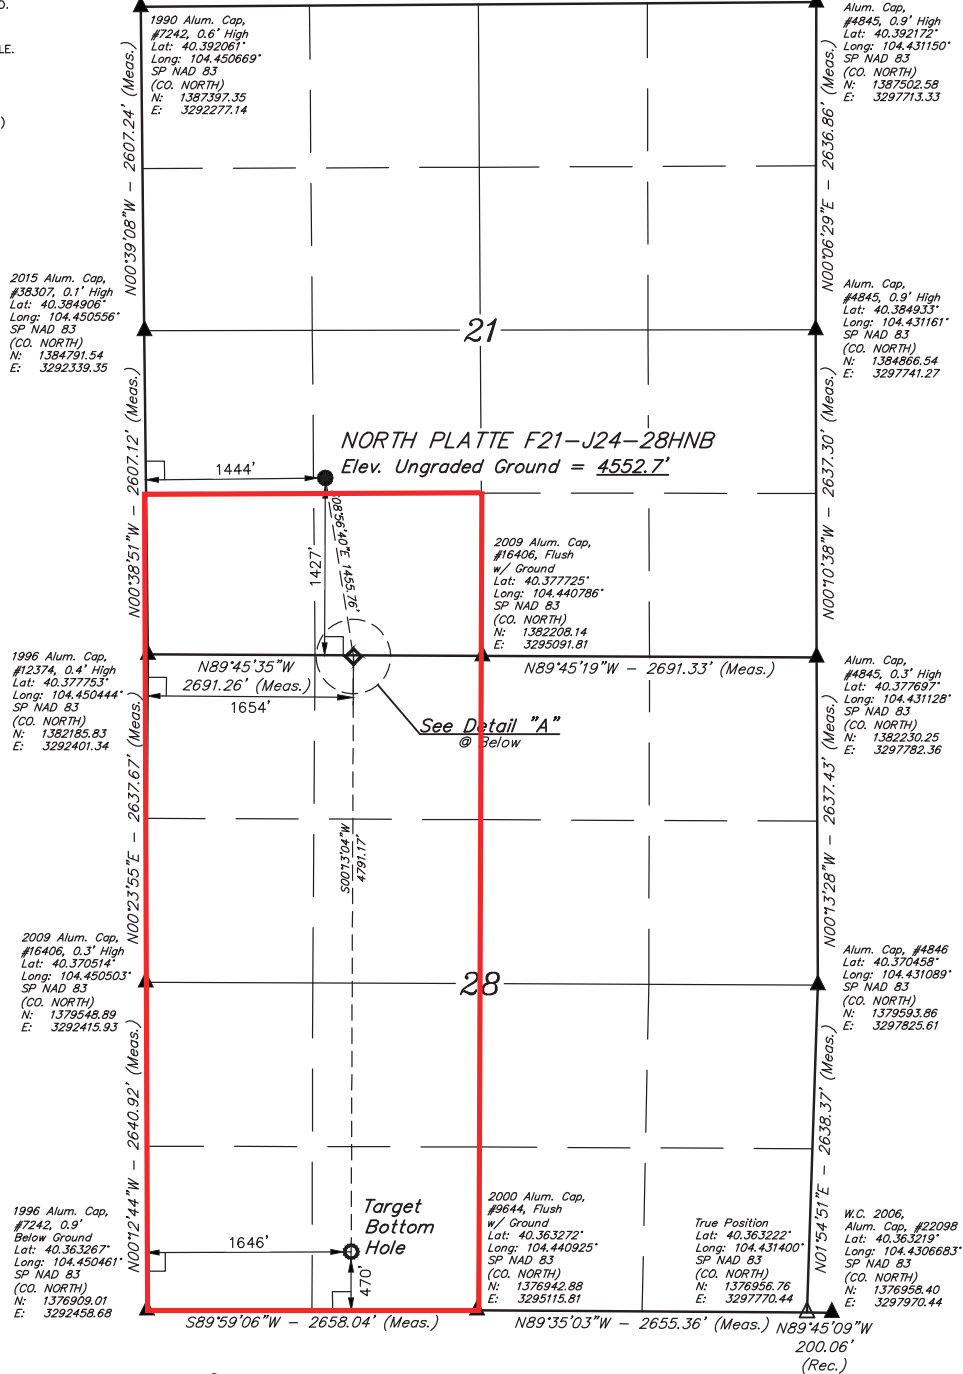 O.
LE.
)
1990 Alum. Cap,
#7242, 0.6' High
Lat: 40.392061°
Long: 104.450669°
SP NAD 83
(CO. NORTH)
N: 1387397.35
E: 3292277.14
Alum. Cap,
#4845, 0.9' High
Lat: 40.392172°
Long: 104.431150°
SP NAD 83
(CO. NORTH)
N: 1387502.58
E: 3297713.33
N00°39'08"W - 2607.24' (Meas.)
N00°06'29"E - 2636.86' (Meas.)
2015 Alum. Cap,
#38307, 0.1' High
Lat: 40.384906°
Long: 104.450556°
SP NAD 83
(CO. NORTH)
N: 1384791.54
E: 3292339.35
21
Alum. Cap,
#4845, 0.9' High
Lat: 40.384933°
Long: 104.431161°
SP NAD 83
(CO. NORTH)
N: 1384866.54
E: 3297741.27
N00°38'51"W - 2607.12' (Meas.)
1444'
NORTH PLATTE F21-J24-28HNB
Elev. Ungraded Ground = 4552.7'
N00°10'38"W - 2637.30' (Meas.)
1427'
08°56'40"E 1455.76'
2009 Alum. Cap,
#16406, Flush
w/ Ground
Lat: 40.377725°
Long: 104.440786°
SP NAD 83
(CO. NORTH)
N: 1382208.14
E: 3295091.81
1996 Alum. Cap,
#12374, 0.4' High
Lat: 40.377753°
Long: 104.450444°
SP NAD 83
(CO. NORTH)
N: 1382185.83
E: 3292401.34
N89°45'35"W
2691.26' (Meas.)
1654'
N89°45'19"W - 2691.33' (Meas.)
See Detail "A"
@ Below
Alum. Cap,
#4845, 0.3' High
Lat: 40.377697°
Long: 104.431128°
SP NAD 83
(CO. NORTH)
N: 1382230.25
E: 3297782.36
N00°23'55"E - 2637.67' (Meas.)
S00°13'04"W
4791.17'
N00°13'28"W - 2637.43' (Meas.)
2009 Alum. Cap,
#16406, 0.3' High
Lat: 40.370514°
Long: 104.450503°
SP NAD 83
(CO. NORTH)
N: 1379548.89
E: 3292415.93
28
Alum. Cap, #4846
Lat: 40.370458°
Long: 104.431089°
SP NAD 83
(CO. NORTH)
N: 1379593.86
E: 3297825.61
N00°12'44"W - 2640.92' (Meas.)
N01°54'51"E - 2638.37' (Meas.)
1996 Alum. Cap,
#7242, 0.9'
Below Ground
Lat: 40.363267°
Long: 104.450461°
SP NAD 83
(CO. NORTH)
N: 1376909.01
E: 3292458.68
1646'
470'
Target
Bottom
Hole
2000 Alum. Cap,
#9644, Flush
w/ Ground
Lat: 40.363272°
Long: 104.440925°
SP NAD 83
(CO. NORTH)
N: 1376942.88
E: 3295115.81
True Position
Lat: 40.363222°
Long: 104.431400°
SP NAD 83
(CO. NORTH)
N: 1376956.76
E: 3297770.44
W.C. 2006,
Alum. Cap, #22098
Lat: 40.363219°
Long: 104.4306683°
SP NAD 83
(CO. NORTH)
N: 1376958.40
E: 3297970.44
S89°59'06"W - 2658.04' (Meas.)
N89°35'03"W - 2655.36' (Meas.)
N89°45'09"W
200.06'
(Rec.)